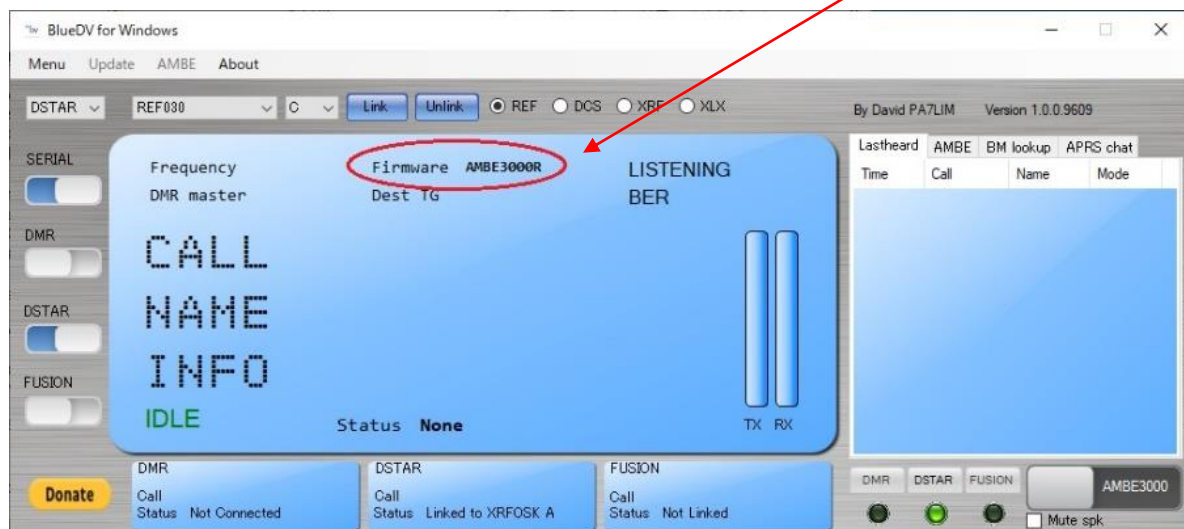 BlueDV for Windows
Menu Update AMBE About
DSTAR REF030 C Link Unlink REF DCS XRF XLX By David PA7LIM Version 1.0.0.9609
SERIAL
DMR
DSTAR
FUSION
Frequency Firmware AMBE3000R LISTENING
DMR master Dest TG BER
CALL
NAME
INFO
IDLE Status None TX RX
Lastheard AMBE BM lookup APRS chat
Time Call Name Mode
Donate
DMR
Call
Status Not Connected
DSTAR
Call
Status Linked to XRFOSK A
FUSION
Call
Status Not Linked
DMR DSTAR FUSION AMBE3000
Mute spk